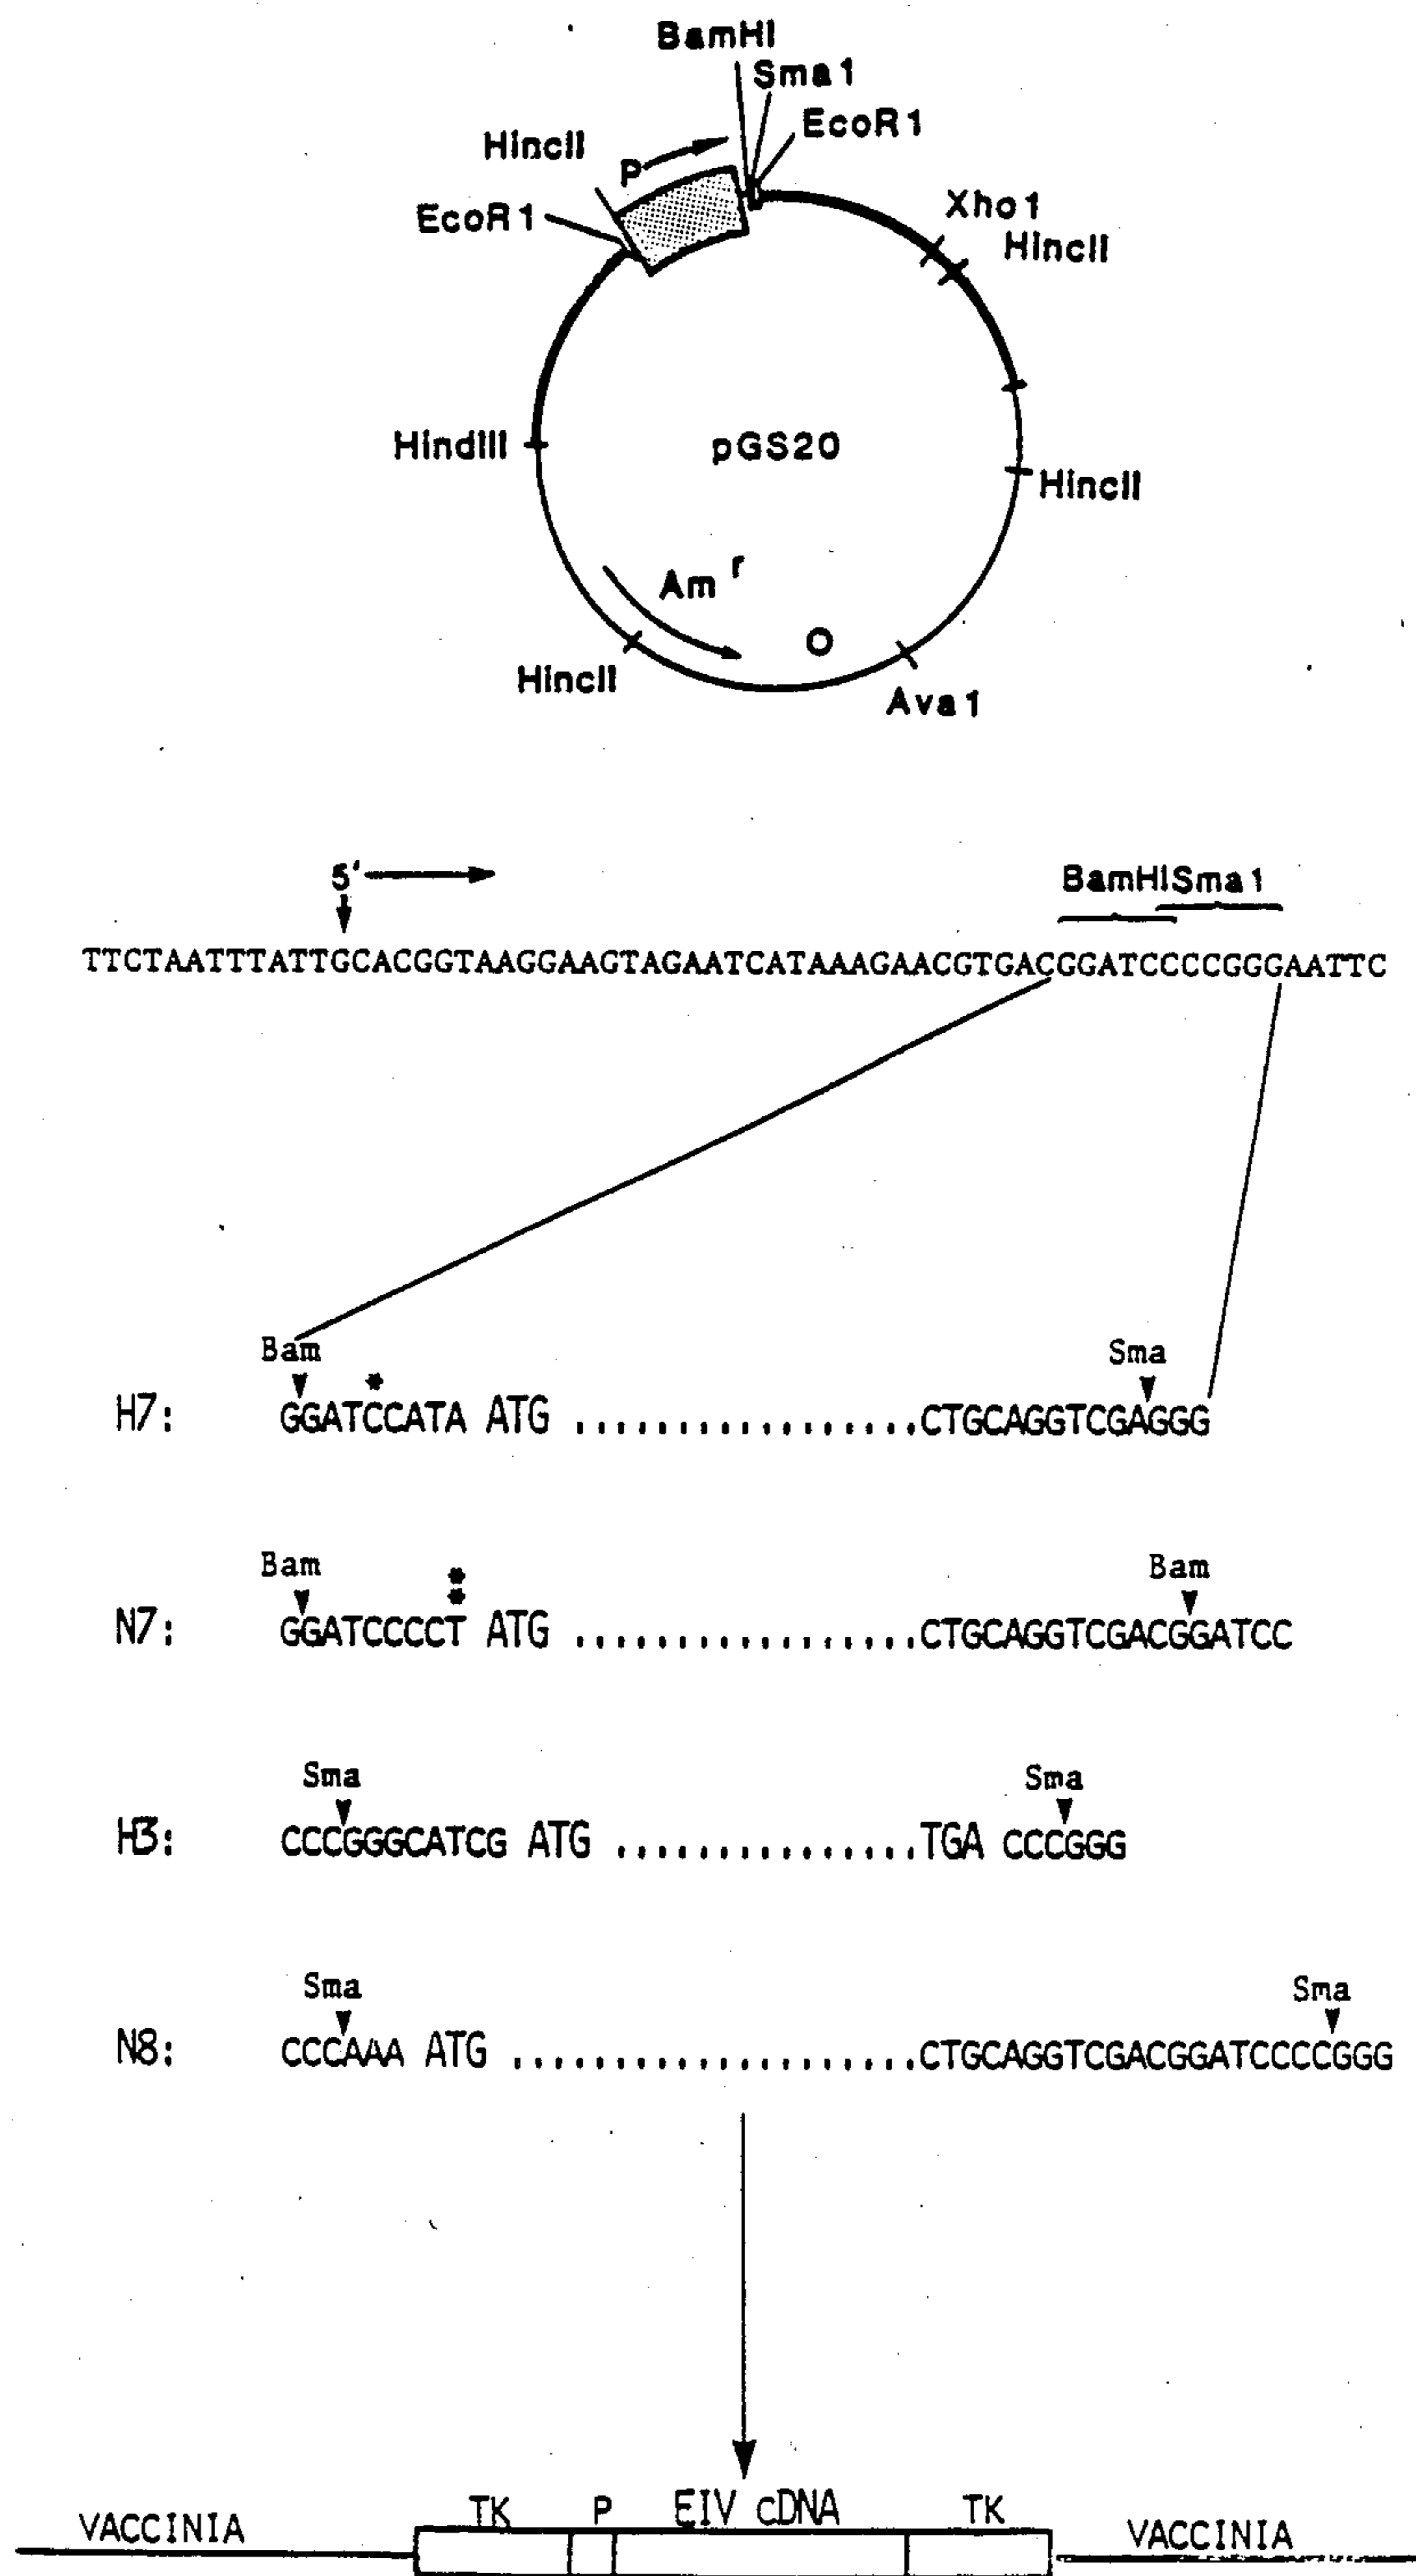 BamHI
Sma1
EcoR1
HincII
P
EcoR1
Xho1
HincII
HindIII
pGS20
HincII
Am r
O
HincII
Ava1
5'
BamHI Sma1
TTCTAATTTATTGCACGGTAAGGAAGTAGAATCATAAAGAACGTGACGGATCCCCGGGAATTC
Bam
*
Sma
H7: GGATCCATA ATG .................CTGCAGGTCGAGGG
Bam
*
*
Bam
N7: GGATCCCCT ATG .................CTGCAGGTCGACGGATCC
Sma
Sma
H3: CCCGGGCATCG ATG ...............TGA CCCGGG
Sma
Sma
N8: CCCAAA ATG ....................CTGCAGGTCGACGGATCCCCGGG
VACCINIA
TK
P
EIV cDNA
TK
VACCINIA